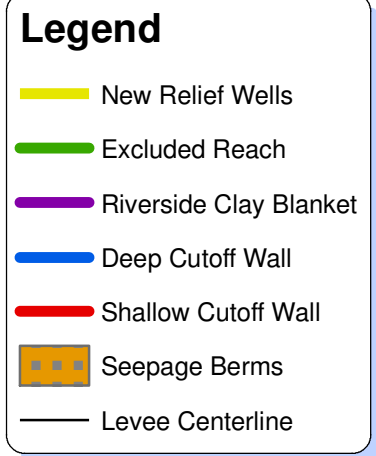 Legend
New Relief Wells
Excluded Reach
Riverside Clay Blanket
Deep Cutoff Wall
Shallow Cutoff Wall
Seepage Berms
Levee Centerline